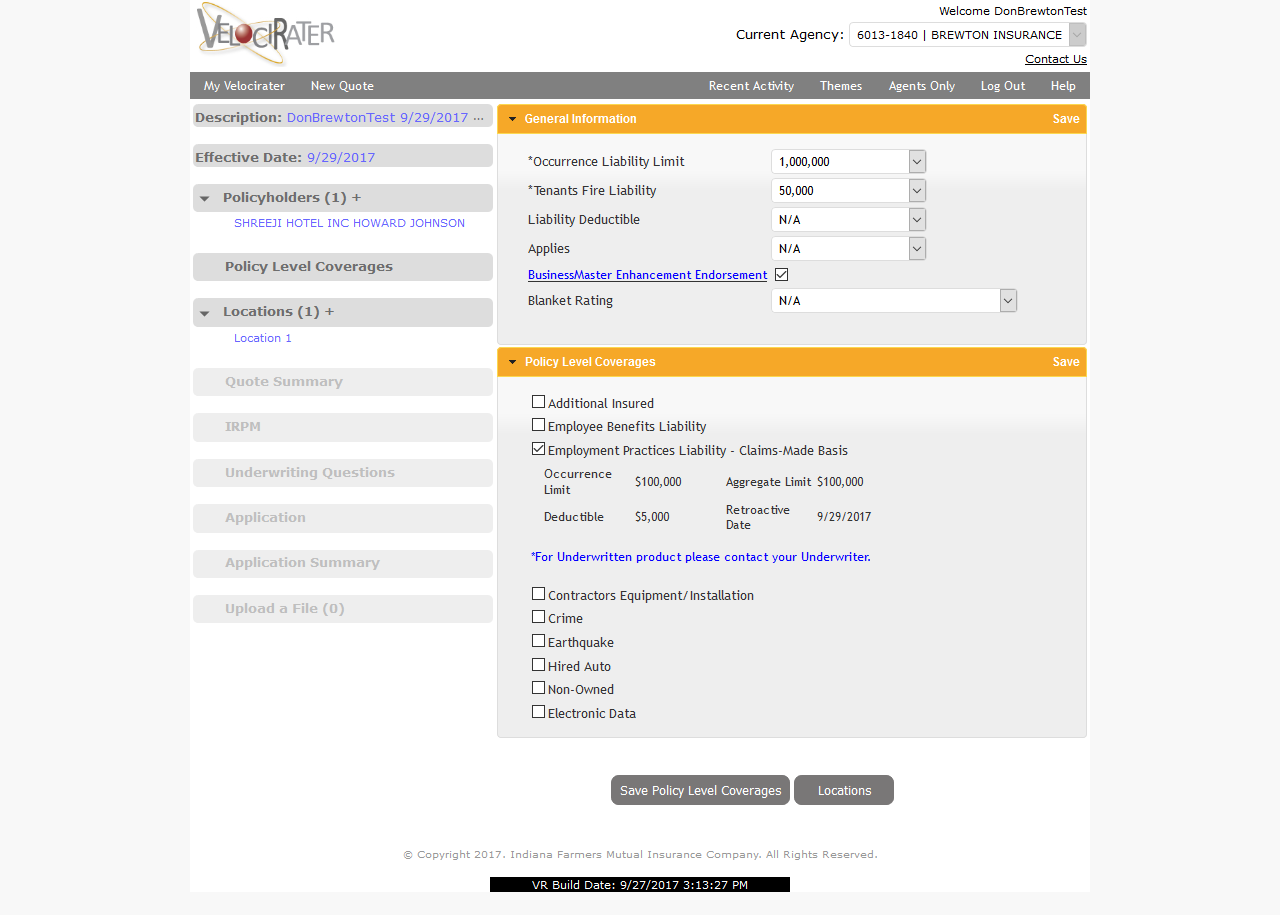 VELOCIRATER
Welcome DonBrewtonTest
Current Agency: 6013-1840 | BREWTON INSURANCE
Contact Us
My Velocirater New Quote Recent Activity Themes Agents Only Log Out Help
Description: DonBrewtonTest 9/29/2017 ...
Effective Date: 9/29/2017
Policyholders (1) +
SHREEJI HOTEL INC HOWARD JOHNSON
Policy Level Coverages
Locations (1) +
Location 1
Quote Summary
IRPM
Underwriting Questions
Application
Application Summary
Upload a File (0)
General Information Save
*Occurrence Liability Limit 1,000,000
*Tenants Fire Liability 50,000
Liability Deductible N/A
Applies N/A
BusinessMaster Enhancement Endorsement
Blanket Rating N/A
Policy Level Coverages Save
Additional Insured
Employee Benefits Liability
Employment Practices Liability - Claims-Made Basis
Occurrence
Limit $100,000 Aggregate Limit $100,000
Deductible $5,000 Retroactive
Date 9/29/2017
*For Underwritten product please contact your Underwriter.
Contractors Equipment/Installation
Crime
Earthquake
Hired Auto
Non-Owned
Electronic Data
Save Policy Level Coverages Locations
© Copyright 2017. Indiana Farmers Mutual Insurance Company. All Rights Reserved.
VR Build Date: 9/27/2017 3:13:27 PM